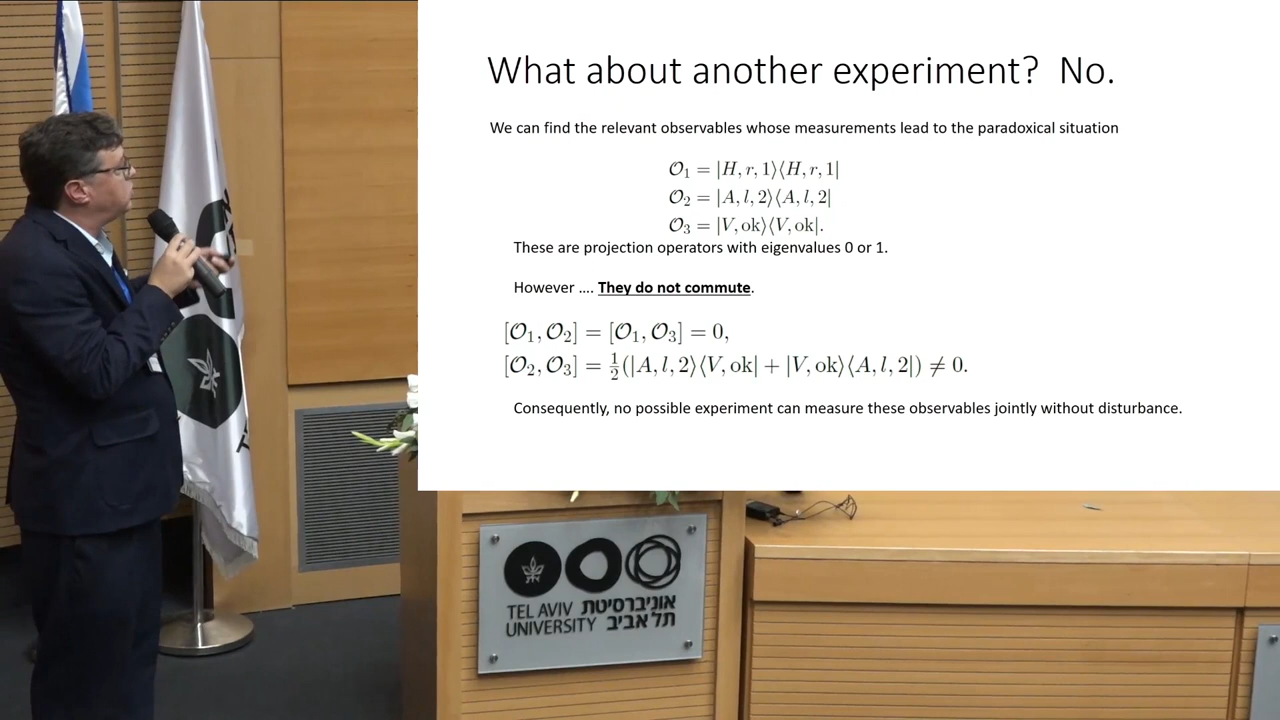 What about another experiment? No.
We can find the relevant observables whose measurements lead to the paradoxical situation
𝒪₁ = |H, r, 1⟩⟨H, r, 1|
𝒪₂ = |A, l, 2⟩⟨A, l, 2|
𝒪₃ = |V, ok⟩⟨V, ok|.
These are projection operators with eigenvalues 0 or 1.
However .... They do not commute.
[𝒪₁, 𝒪₂] = [𝒪₁, 𝒪₃] = 0,
[𝒪₂, 𝒪₃] = ½(|A, l, 2⟩⟨V, ok| + |V, ok⟩⟨A, l, 2|) ≠ 0.
Consequently, no possible experiment can measure these observables jointly without disturbance.
TEL AVIV אוניברסיטת
UNIVERSITY תל אביב